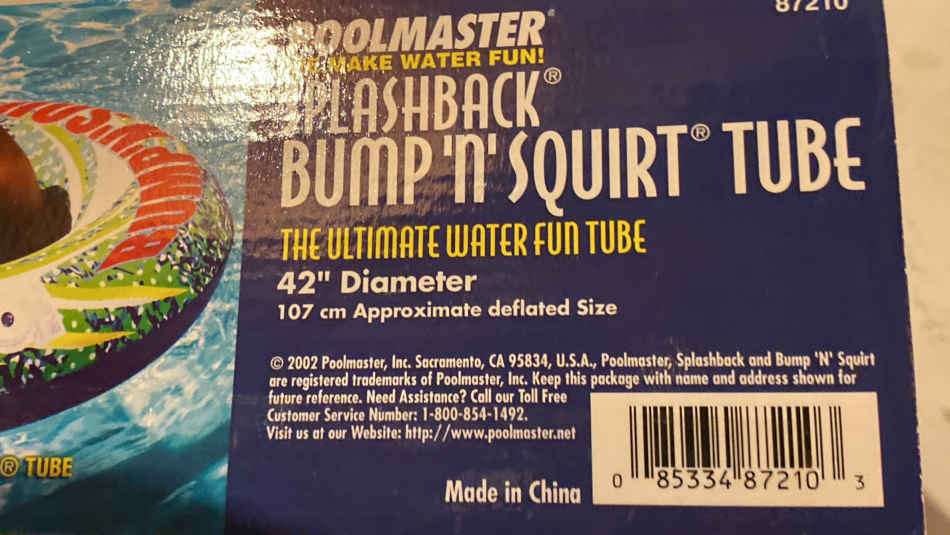 87210
POOLMASTER®
MAKE WATER FUN!
SPLASHBACK®
BUMP 'N' SQUIRT® TUBE
THE ULTIMATE WATER FUN TUBE
42" Diameter
107 cm Approximate deflated Size
© 2002 Poolmaster, Inc. Sacramento, CA 95834, U.S.A., Poolmaster, Splashback and Bump 'N' Squirt
are registered trademarks of Poolmaster, Inc. Keep this package with name and address shown for
future reference. Need Assistance? Call our Toll Free
Customer Service Number: 1-800-854-1492.
Visit us at our Website: http://www.poolmaster.net
Made in China
0 85334 87210 3
BUMP
® TUBE